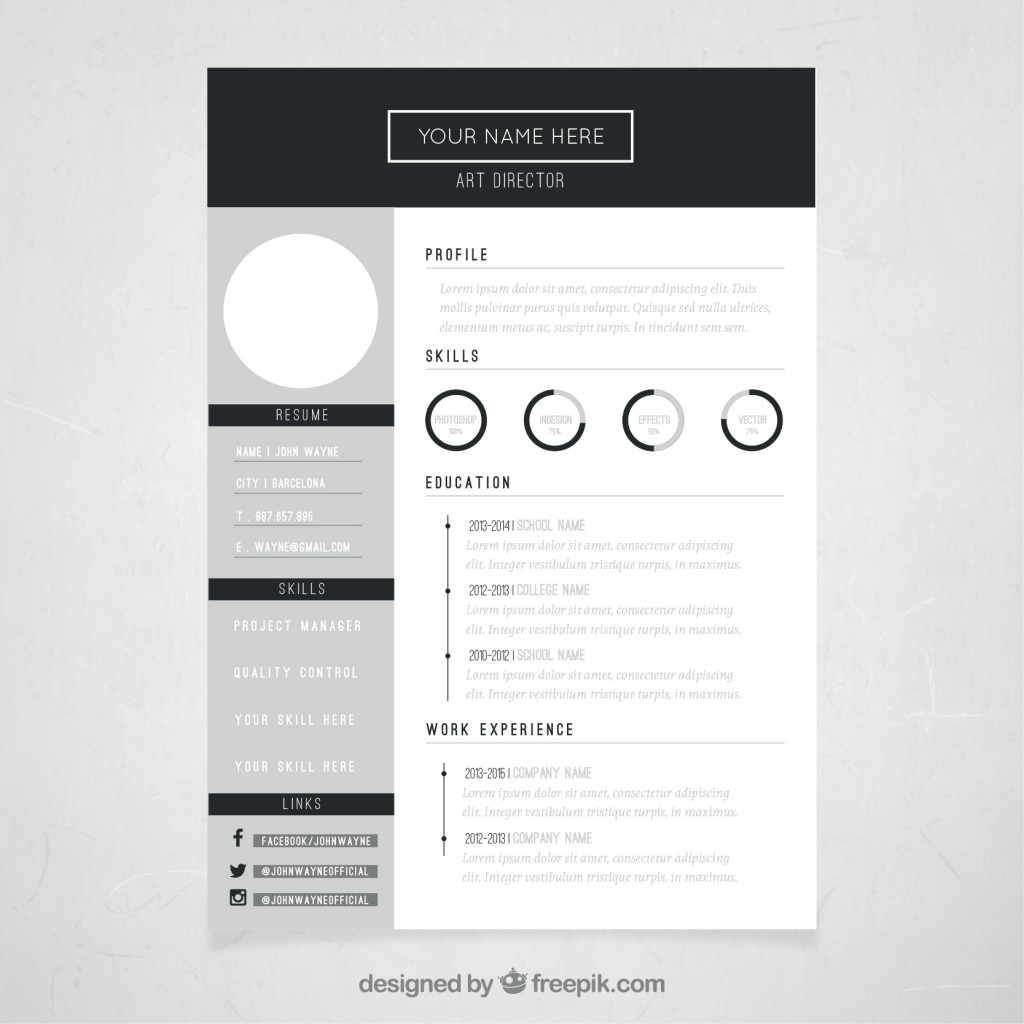 YOUR NAME HERE
ART DIRECTOR
RESUME
NAME | JOHN WAYNE
CITY | BARCELONA
T . 987.657.895
E . WAYNE@GMAIL.COM
SKILLS
PROJECT MANAGER
QUALITY CONTROL
YOUR SKILL HERE
YOUR SKILL HERE
LINKS
FACEBOOK/JOHNWAYNE
@JOHNWAYNEOFFICIAL
@JOHNWAYNEOFFICIAL
PROFILE
Lorem ipsum dolor sit amet, consectetur adipiscing elit. Duis
mollis pulvinar purus quis volutpat. Quisque sed nulla ultrices,
elementum metus ac, suscipit turpis. In tincidunt sem sem.
SKILLS
PHOTOSHOP
INDESIGN
75%
EFFECTS
50%
VECTOR
75%
EDUCATION
2013-2014 | SCHOOL NAME
Lorem ipsum dolor sit amet, consectetur adipiscing
elit. Integer vestibulum tristique turpis, in maximus.
2012-2013 | COLLEGE NAME
Lorem ipsum dolor sit amet, consectetur adipiscing
elit. Integer vestibulum tristique turpis, in maximus.
2010-2012 | SCHOOL NAME
Lorem ipsum dolor sit amet, consectetur adipiscing
elit. Integer vestibulum tristique turpis, in maximus.
WORK EXPERIENCE
2013-2015 | COMPANY NAME
Lorem ipsum dolor sit amet, consectetur adipiscing
elit. Integer vestibulum tristique turpis, in maximus.
2012-2013 | COMPANY NAME
Lorem ipsum dolor sit amet, consectetur adipiscing
elit. Integer vestibulum tristique turpis, in maximus.
designed by freepik.com